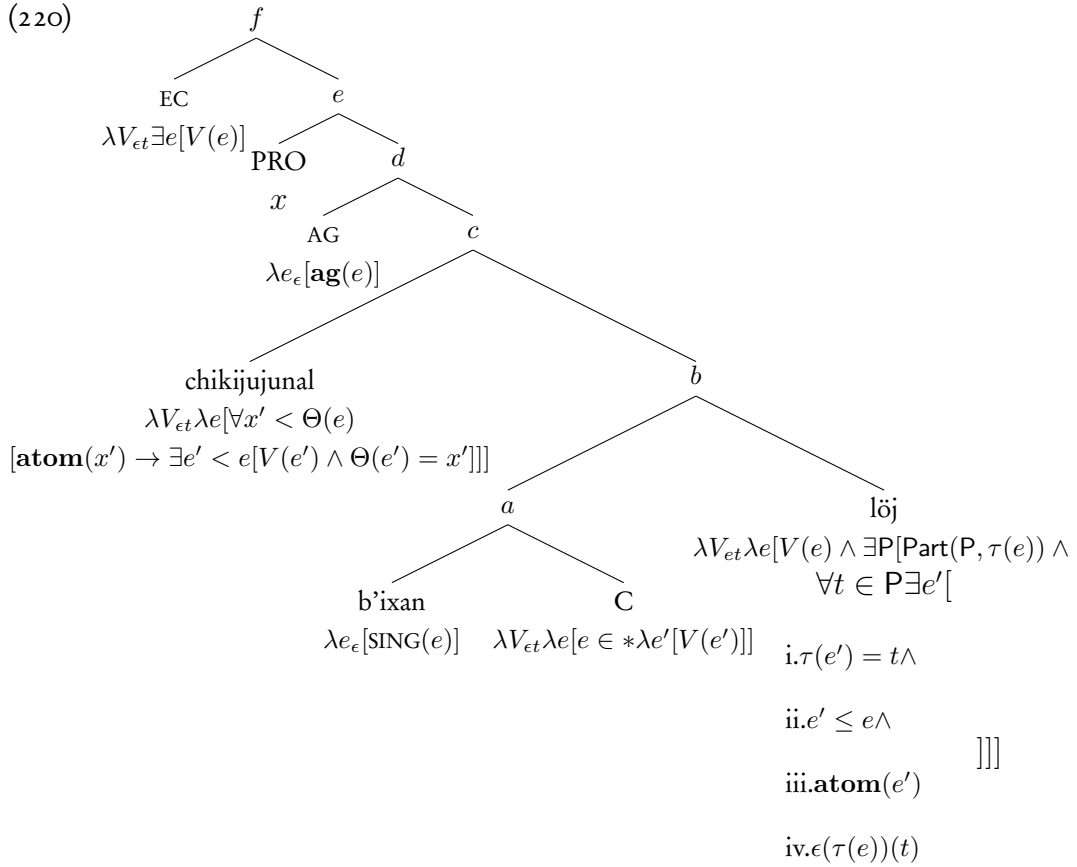 (220)
f
EC e
λV_{ϵt}∃e[V(e)]
PRO d
x
AG c
λe_ϵ[ag(e)]
chikijujunal b
λV_{ϵt}λe[∀x′ < Θ(e)
[atom(x′) → ∃e′ < e[V(e′) ∧ Θ(e′) = x′]]]
a löj
λV_{et}λe[V(e) ∧ ∃P[Part(P, τ(e)) ∧
∀t ∈ P∃e′[
b’ixan C
λe_ϵ[SING(e)] λV_{ϵt}λe[e ∈ ∗λe′[V(e′)]]
i.τ(e′) = t∧
ii.e′ ≤ e∧
]]]
iii.atom(e′)
iv.ϵ(τ(e))(t)